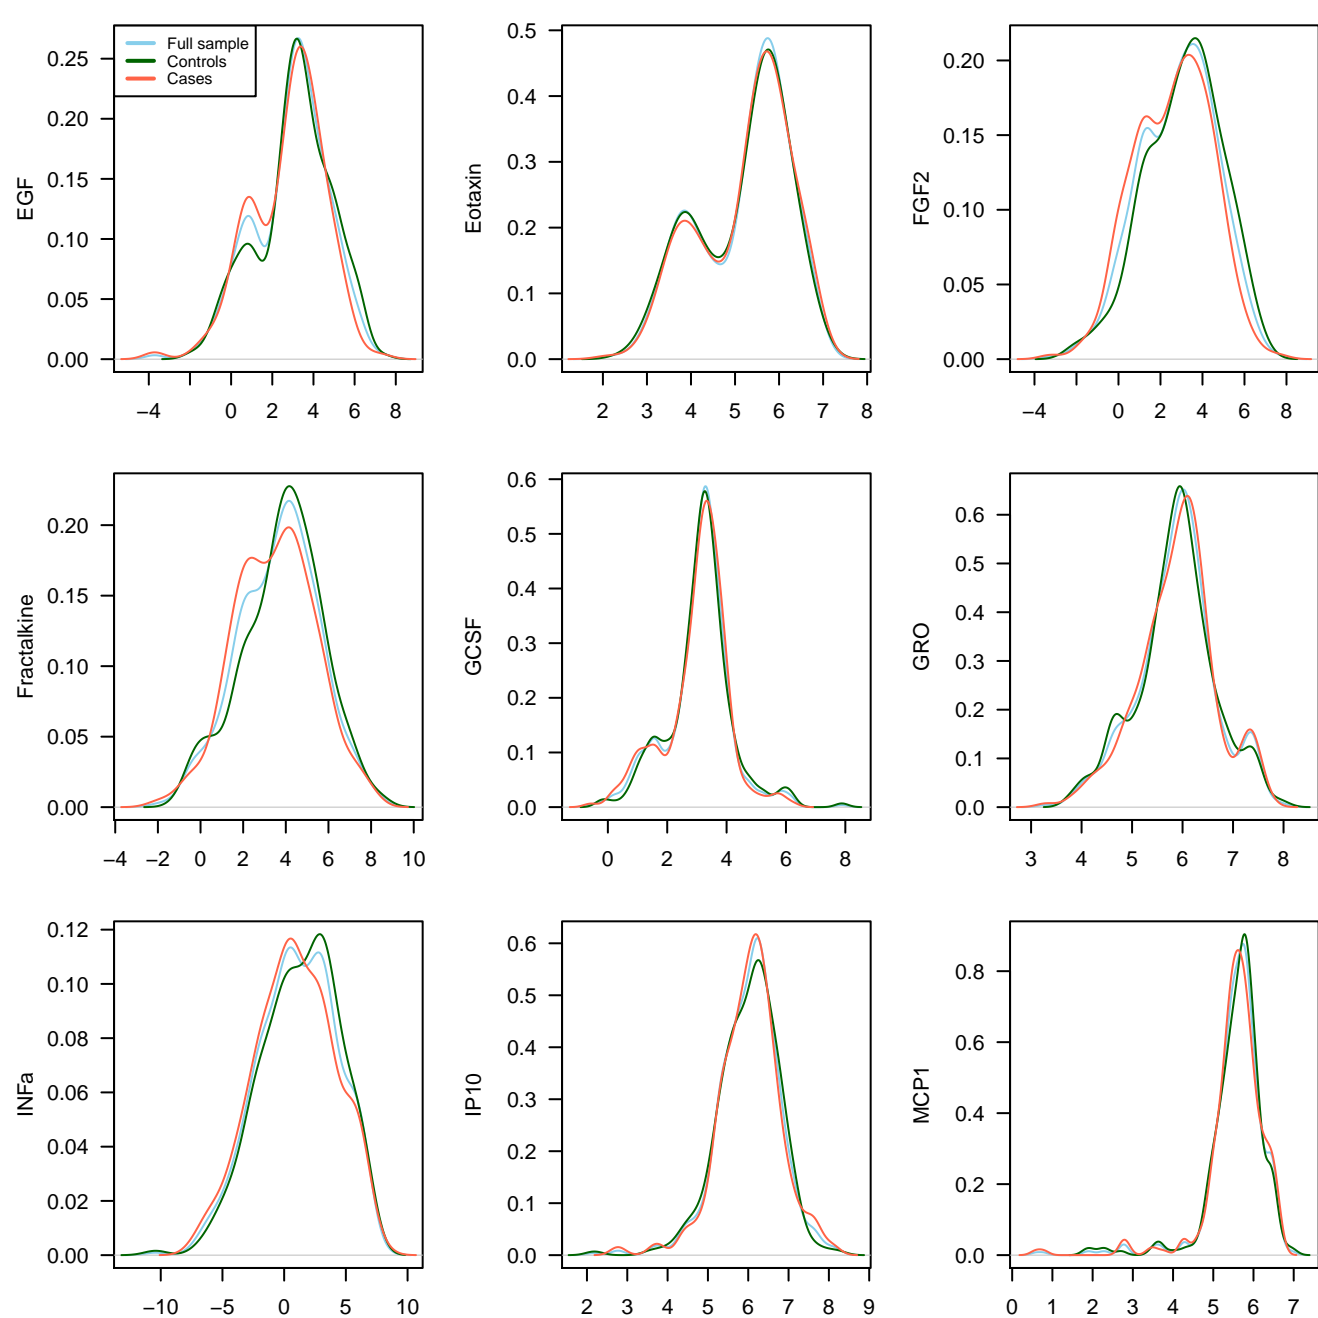 Full sample
Controls
Cases
EGF
0.25
0.20
0.15
0.10
0.05
0.00
−4 0 2 4 6 8
Eotaxin
0.5
0.4
0.3
0.2
0.1
0.0
2 3 4 5 6 7 8
FGF2
0.20
0.15
0.10
0.05
0.00
−4 0 2 4 6 8
Fractalkine
0.20
0.15
0.10
0.05
0.00
−4 −2 0 2 4 6 8 10
GCSF
0.6
0.5
0.4
0.3
0.2
0.1
0.0
0 2 4 6 8
GRO
0.6
0.5
0.4
0.3
0.2
0.1
0.0
3 4 5 6 7 8
INFa
0.12
0.10
0.08
0.06
0.04
0.02
0.00
−10 −5 0 5 10
IP10
0.6
0.5
0.4
0.3
0.2
0.1
0.0
2 3 4 5 6 7 8 9
MCP1
0.8
0.6
0.4
0.2
0.0
0 1 2 3 4 5 6 7